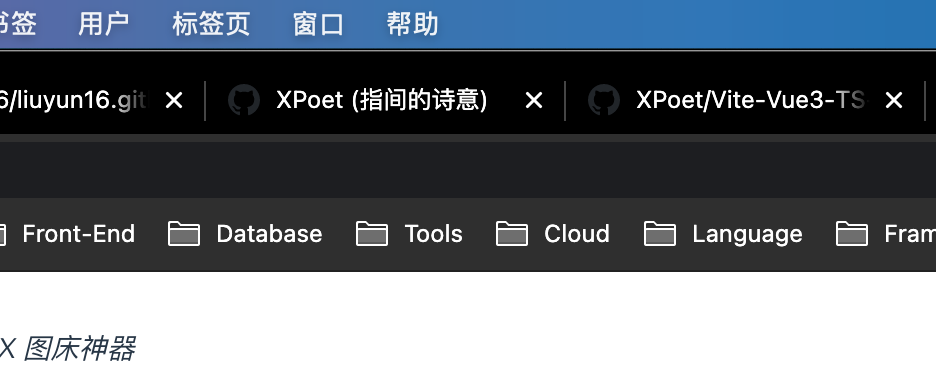 书签 用户 标签页 窗口 帮助
6/liuyun16.git XPoet (指间的诗意) XPoet/Vite-Vue3-TS
Front-End Database Tools Cloud Language Fram
X 图床神器